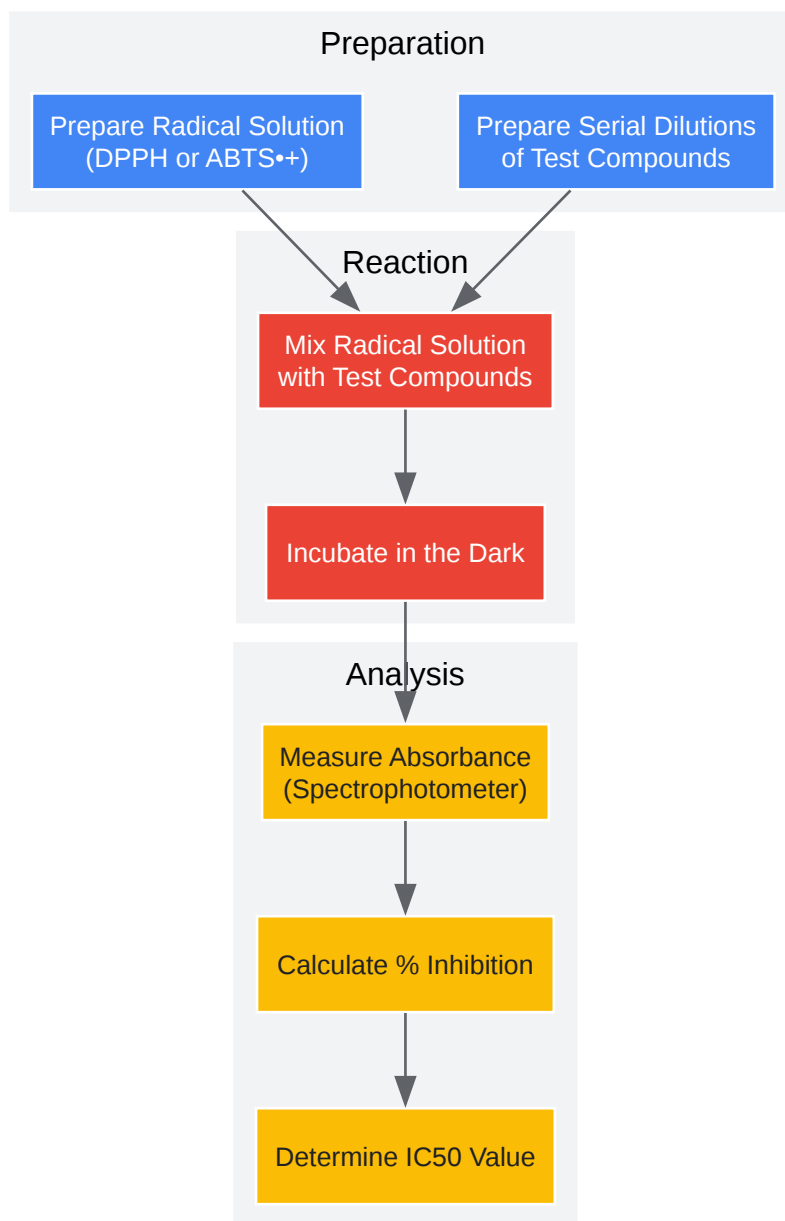 Preparation
Prepare Radical Solution
(DPPH or ABTS•+)
Prepare Serial Dilutions
of Test Compounds
Reaction
Mix Radical Solution
with Test Compounds
Incubate in the Dark
Analysis
Measure Absorbance
(Spectrophotometer)
Calculate % Inhibition
Determine IC50 Value